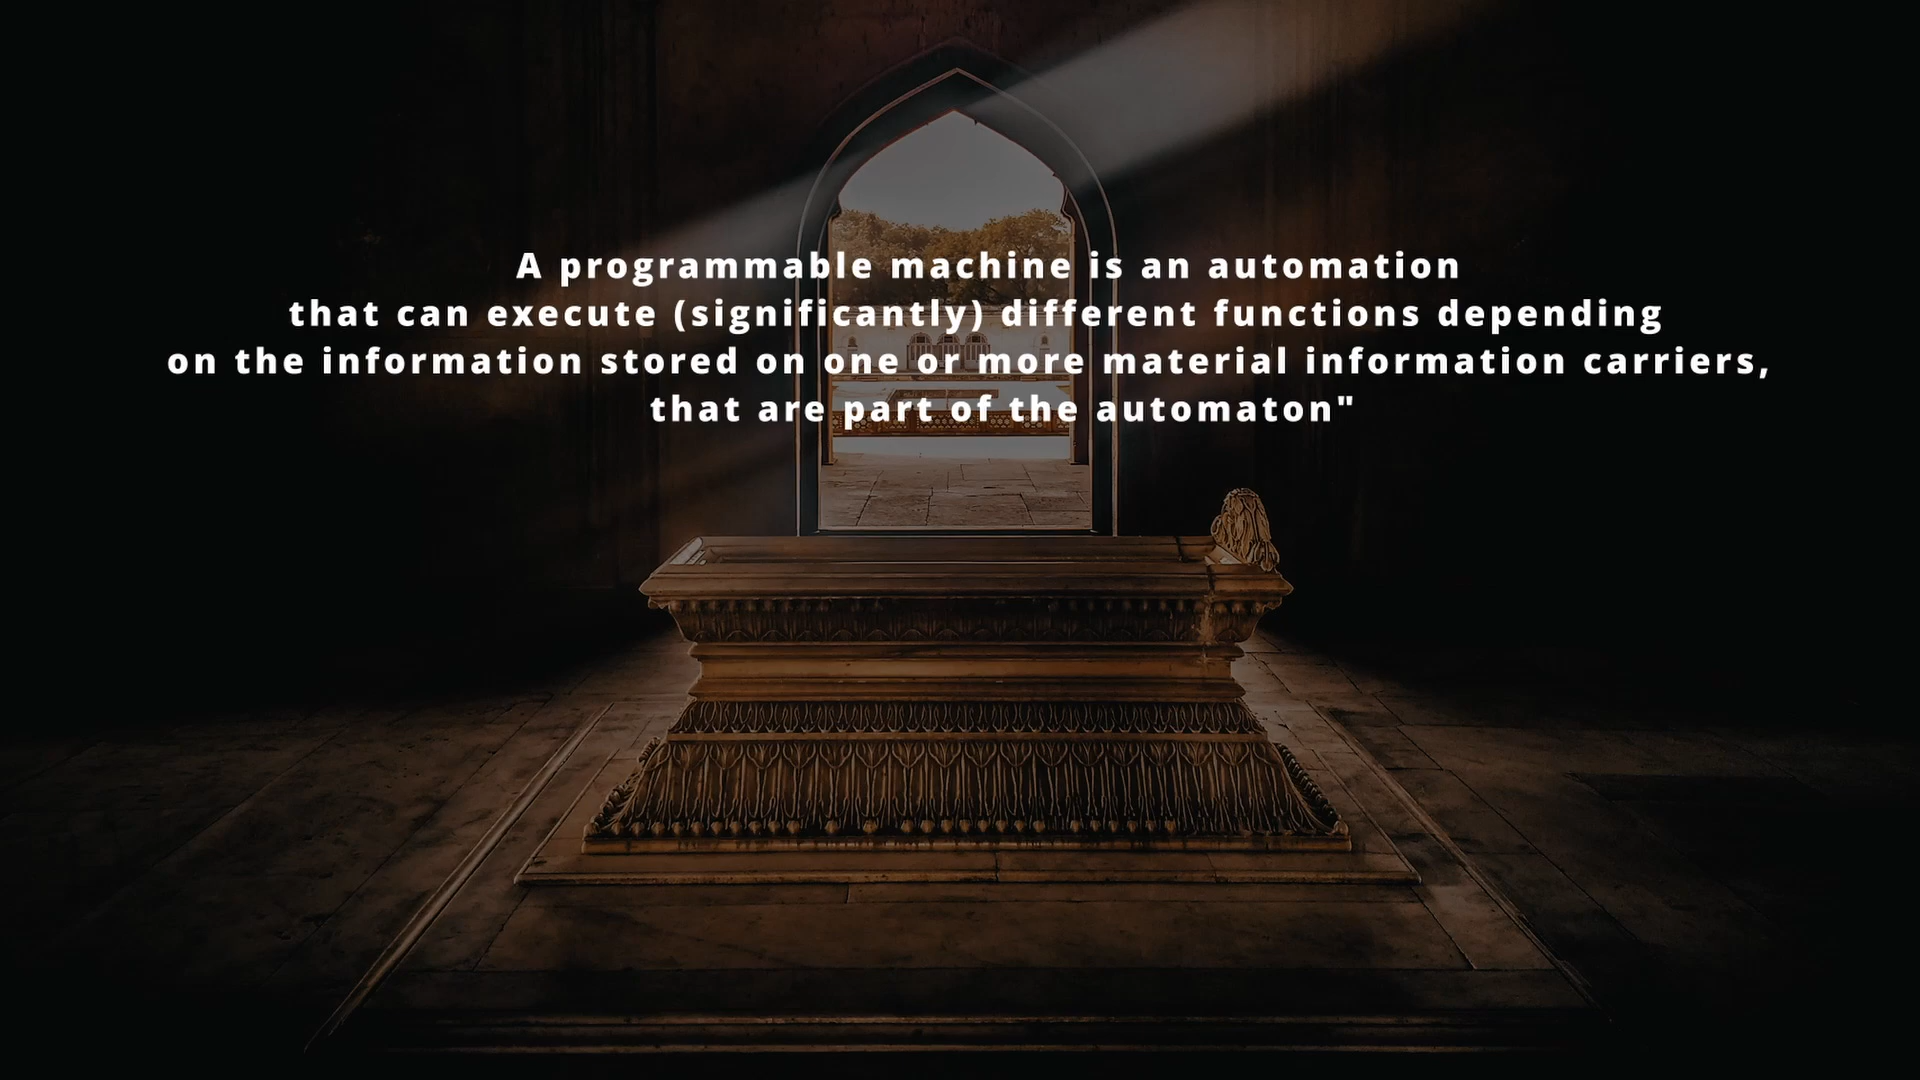 A programmable machine is an automation
that can execute (significantly) different functions depending
on the information stored on one or more material information carriers,
that are part of the automaton"